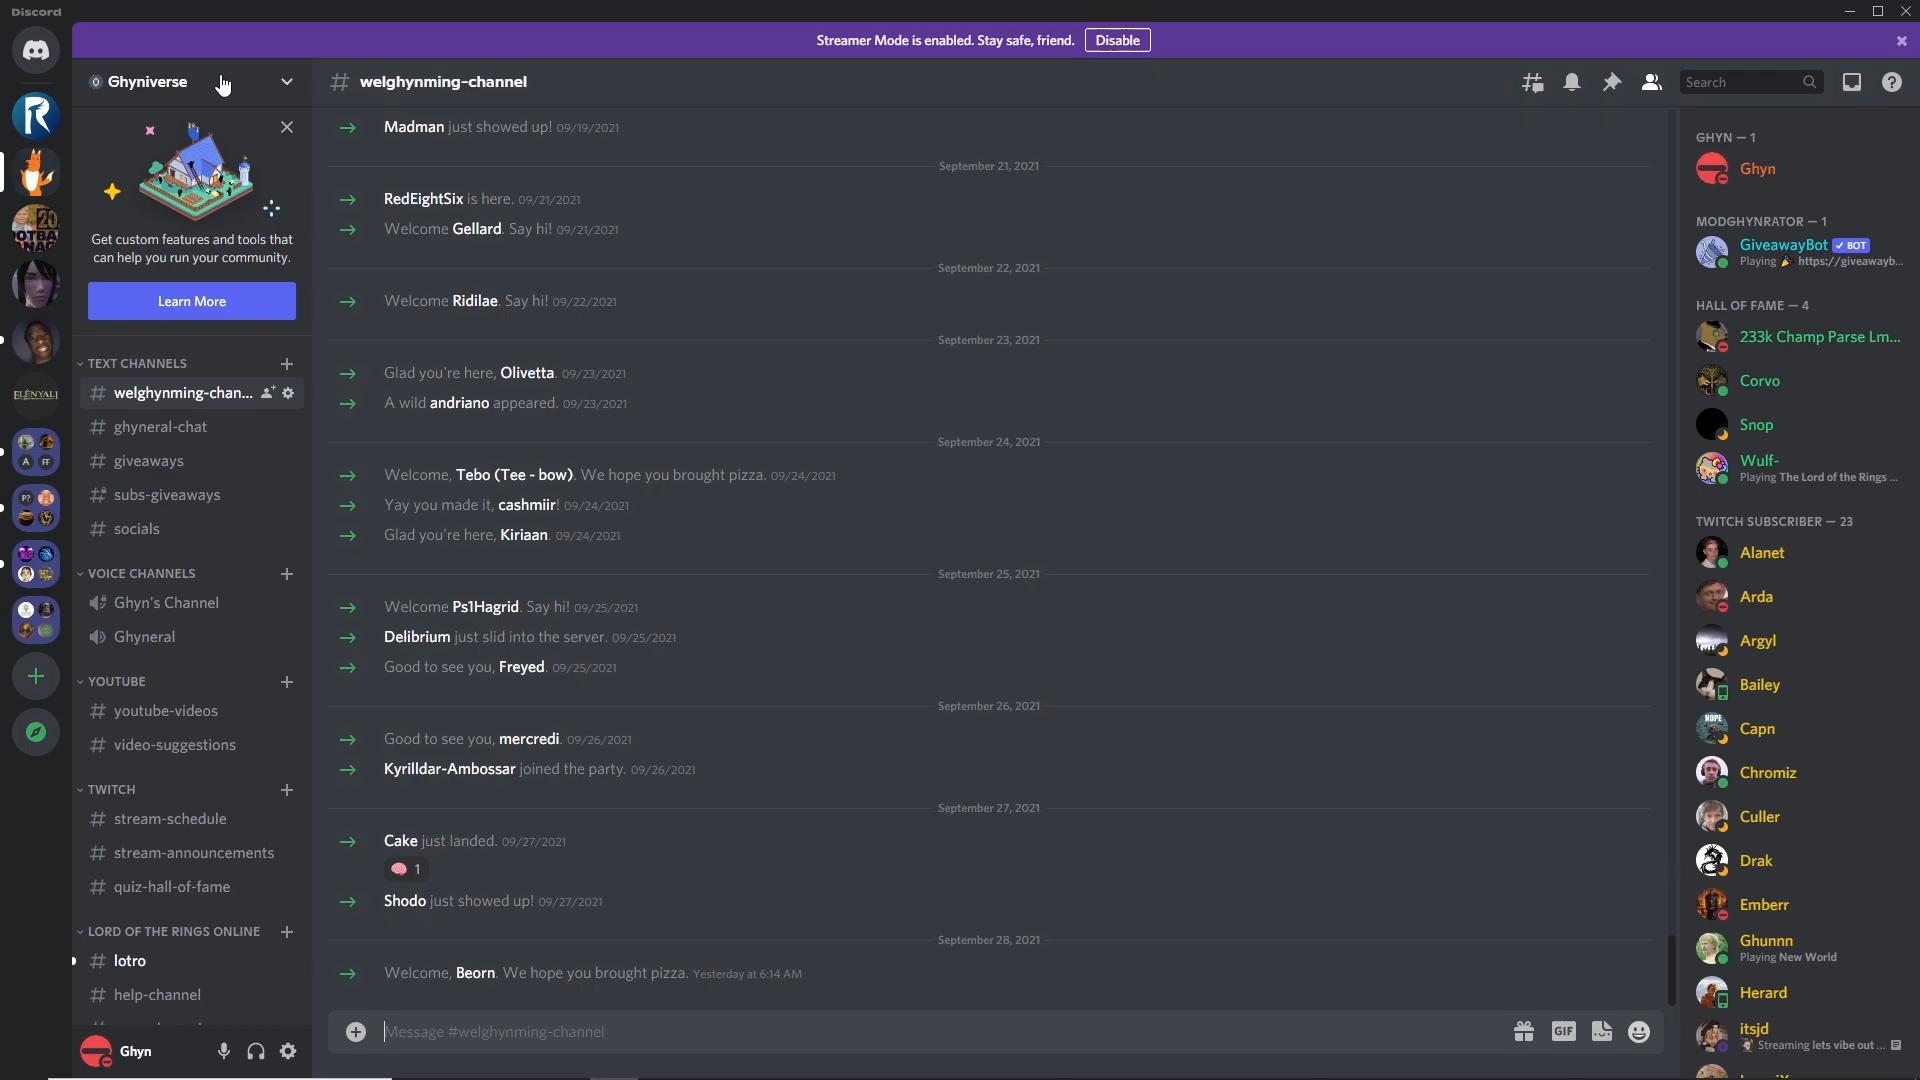 Discord
Streamer Mode is enabled. Stay safe, friend.
Disable
Ghyniverse
Get custom features and tools that
can help you run your community.
Learn More
TEXT CHANNELS
welghynming-chan...
ghyneral-chat
giveaways
subs-giveaways
socials
VOICE CHANNELS
Ghyn's Channel
Ghyneral
YOUTUBE
youtube-videos
video-suggestions
TWITCH
stream-schedule
stream-announcements
quiz-hall-of-fame
LORD OF THE RINGS ONLINE
lotro
help-channel
Ghyn
ELENYALI
A FF
P?
welghynming-channel
Search
Madman just showed up! 09/19/2021
September 21, 2021
RedEightSix is here. 09/21/2021
Welcome Gellard. Say hi! 09/21/2021
September 22, 2021
Welcome Ridilae. Say hi! 09/22/2021
September 23, 2021
Glad you're here, Olivetta. 09/23/2021
A wild andriano appeared. 09/23/2021
September 24, 2021
Welcome, Tebo (Tee - bow). We hope you brought pizza. 09/24/2021
Yay you made it, cashmiir! 09/24/2021
Glad you're here, Kiriaan. 09/24/2021
September 25, 2021
Welcome Ps1Hagrid. Say hi! 09/25/2021
Delibrium just slid into the server. 09/25/2021
Good to see you, Freyed. 09/25/2021
September 26, 2021
Good to see you, mercredi. 09/26/2021
Kyrilldar-Ambossar joined the party. 09/26/2021
September 27, 2021
Cake just landed. 09/27/2021
1
Shodo just showed up! 09/27/2021
September 28, 2021
Welcome, Beorn. We hope you brought pizza. Yesterday at 6:14 AM
Message #welghynming-channel
GIF
GHYN — 1
Ghyn
MODGHYNRATOR — 1
GiveawayBot ✓ BOT
Playing 🎉 https://giveawayb...
HALL OF FAME — 4
233k Champ Parse Lm...
Corvo
Snop
Wulf-
Playing The Lord of the Rings ...
TWITCH SUBSCRIBER — 23
Alanet
Arda
Argyl
Bailey
NOPE
Capn
Chromiz
Culler
Drak
Emberr
Ghunnn
Playing New World
Herard
itsjd
Streaming lets vibe out ...